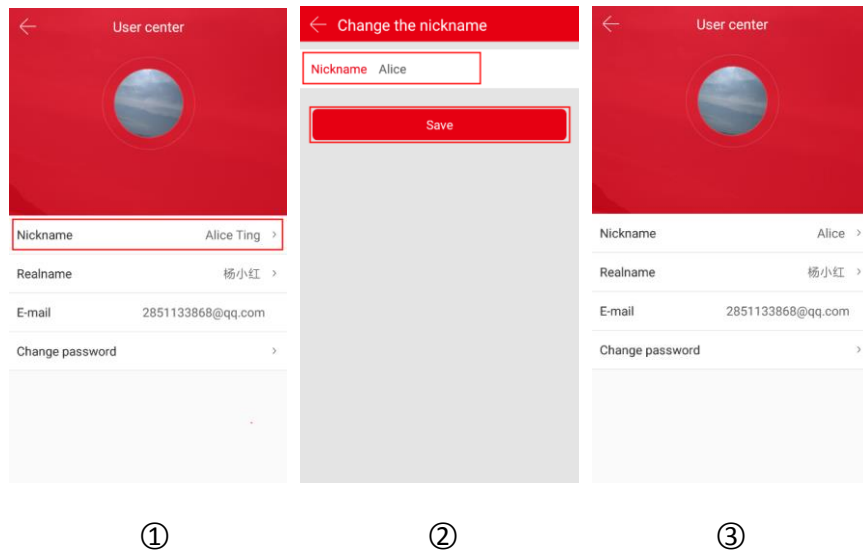 User center
Nickname Alice Ting
Realname 杨小红
E-mail 2851133868@qq.com
Change password
①
Change the nickname
Nickname Alice
Save
②
User center
Nickname Alice
Realname 杨小红
E-mail 2851133868@qq.com
Change password
③